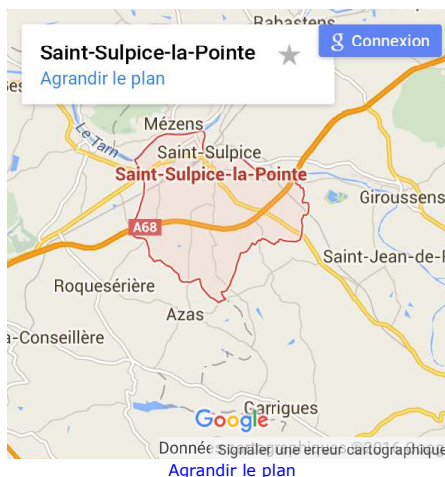 Rabastens
Saint-Sulpice-la-Pointe
Connexion
Agrandir le plan
Le Tarn
Mézens
Saint-Sulpice
Saint-Sulpice-la-Pointe
Giroussens
A68
Saint-Jean-de-
Roquesérière
Azas
a-Conseillère
Garrigues
Google
Signaler une erreur cartographique
Agrandir le plan